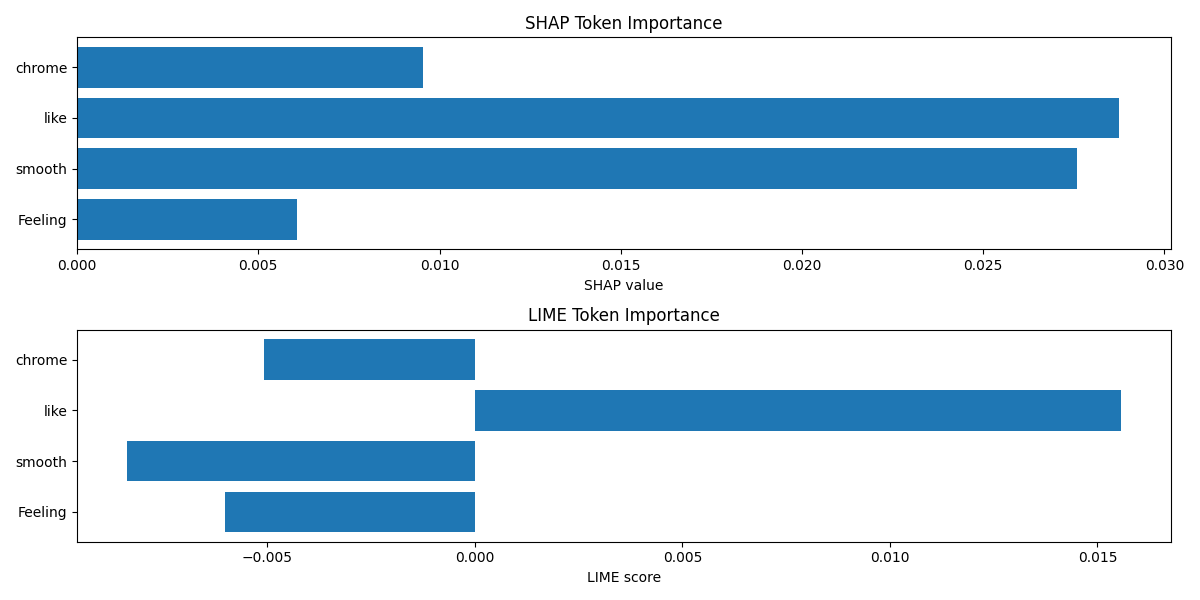 SHAP Token Importance
chrome
like
smooth
Feeling
0.000 0.005 0.010 0.015 0.020 0.025 0.030
SHAP value
LIME Token Importance
chrome
like
smooth
Feeling
−0.005 0.000 0.005 0.010 0.015
LIME score